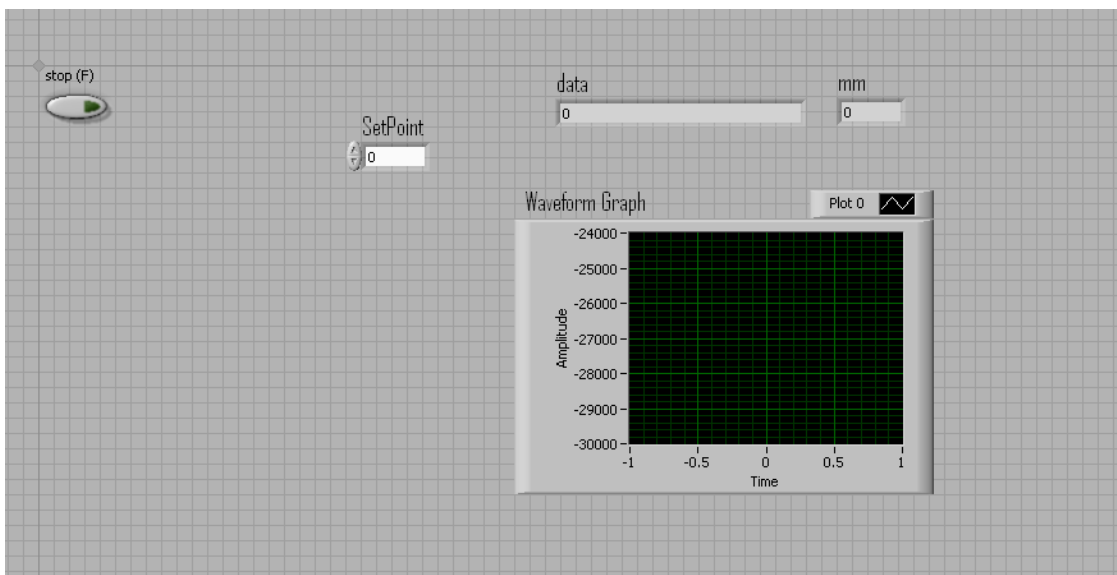 stop (F)
data
mm
0
0
SetPoint
0
Waveform Graph
Plot 0
-24000
-25000
-26000
-27000
-28000
-29000
-30000
Amplitude
-1
-0.5
0
0.5
1
Time